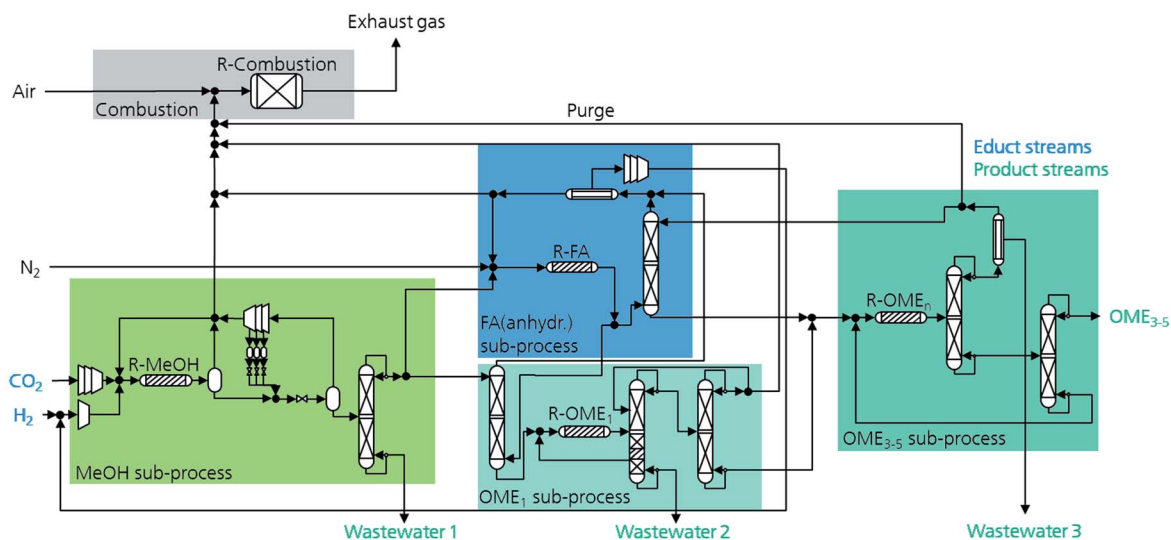 Exhaust gas
R-Combustion
Air
Combustion
Purge
Educt streams
Product streams
N₂
R-FA
R-OMEₙ
FA(anhydr.)
sub-process
OME₃₋₅
R-MeOH
CO₂
H₂
R-OME₁
OME₃₋₅ sub-process
MeOH sub-process
OME₁ sub-process
Wastewater 1
Wastewater 2
Wastewater 3